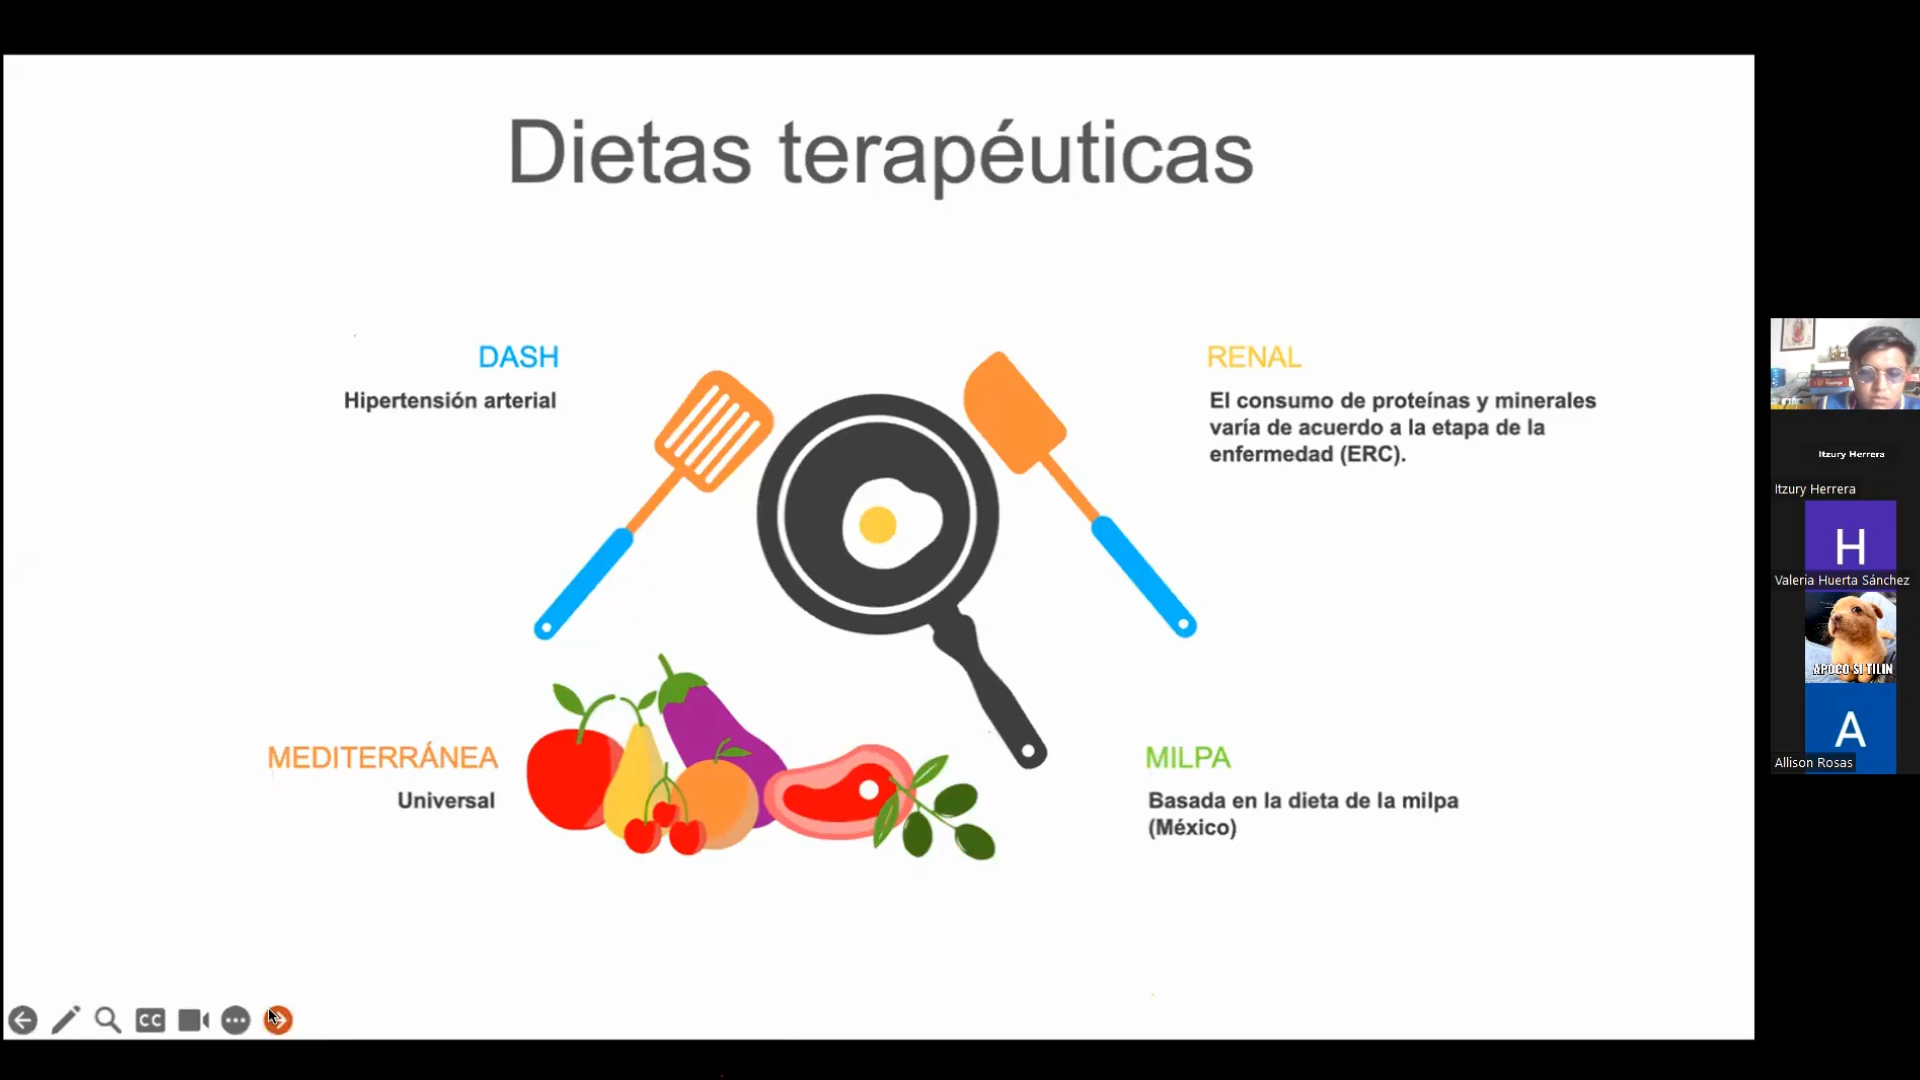 Dietas terapéuticas
DASH
Hipertensión arterial
RENAL
El consumo de proteínas y minerales
varía de acuerdo a la etapa de la
enfermedad (ERC).
MEDITERRÁNEA
Universal
MILPA
Basada en la dieta de la milpa
(México)
CC
Itzury Herrera
Itzury Herrera
H
Valeria Huerta Sánchez
APOCO SI TILIN
A
Allison Rosas